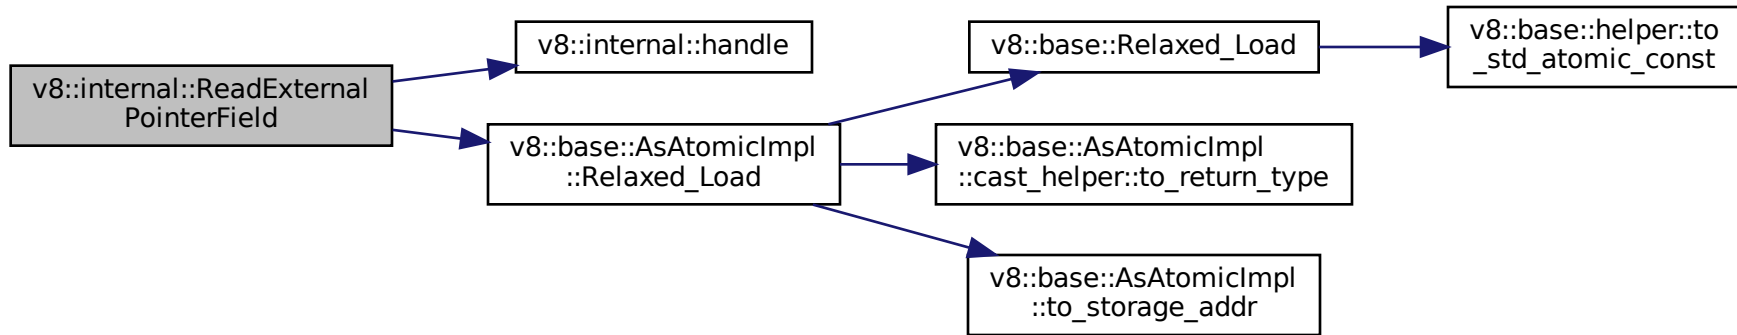 v8::internal::ReadExternal
PointerField
v8::internal::handle
v8::base::AsAtomicImpl
::Relaxed_Load
v8::base::Relaxed_Load
v8::base::AsAtomicImpl
::cast_helper::to_return_type
v8::base::AsAtomicImpl
::to_storage_addr
v8::base::helper::to
_std_atomic_const